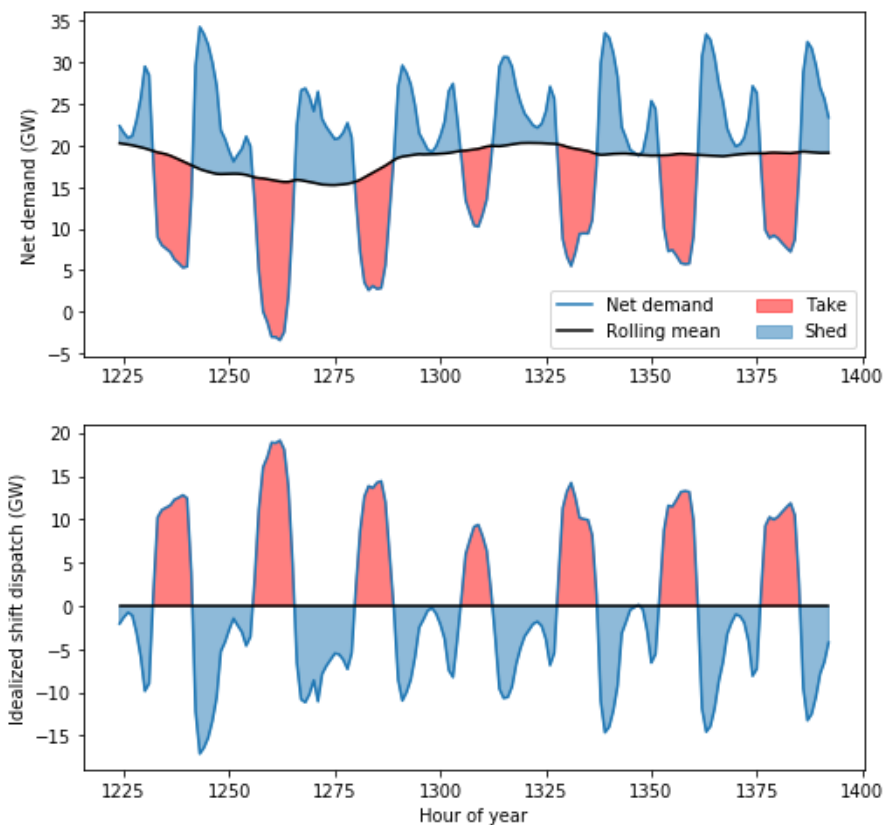 Net demand (GW)
35
30
25
20
15
10
5
0
−5
1225 1250 1275 1300 1325 1350 1375 1400
Net demand Take
Rolling mean Shed
Idealized shift dispatch (GW)
20
15
10
5
0
−5
−10
−15
1225 1250 1275 1300 1325 1350 1375 1400
Hour of year